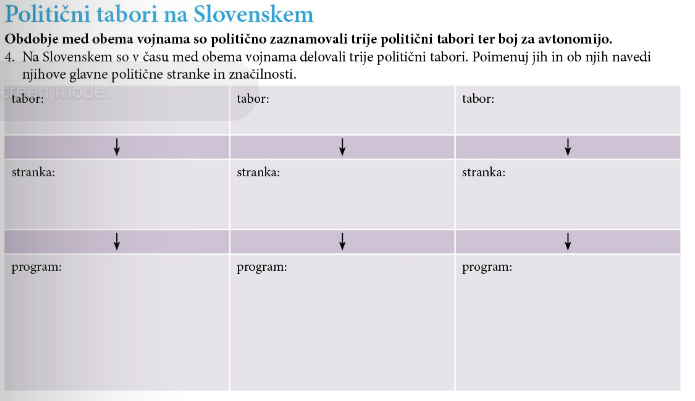 Politični tabori na Slovenskem
Obdobje med obema vojnama so politično zaznamovali trije politični tabori ter boj za avtonomijo.
4. Na Slovenskem so v času med obema vojnama delovali trije politični tabori. Poimenuj jih in ob njih navedi
njihove glavne politične stranke in značilnosti.
creen mode.
tabor: tabor: tabor:
stranka: stranka: stranka:
program: program: program: